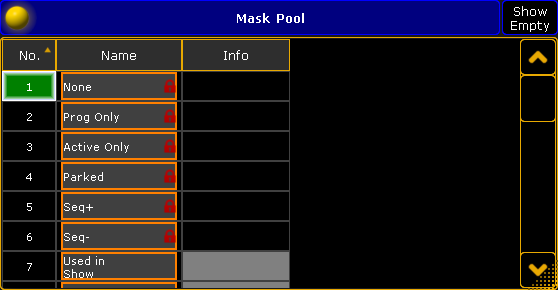 Mask Pool
Show
Empty
No. Name Info
1 None
2 Prog Only
3 Active Only
4 Parked
5 Seq+
6 Seq-
7 Used in
Show